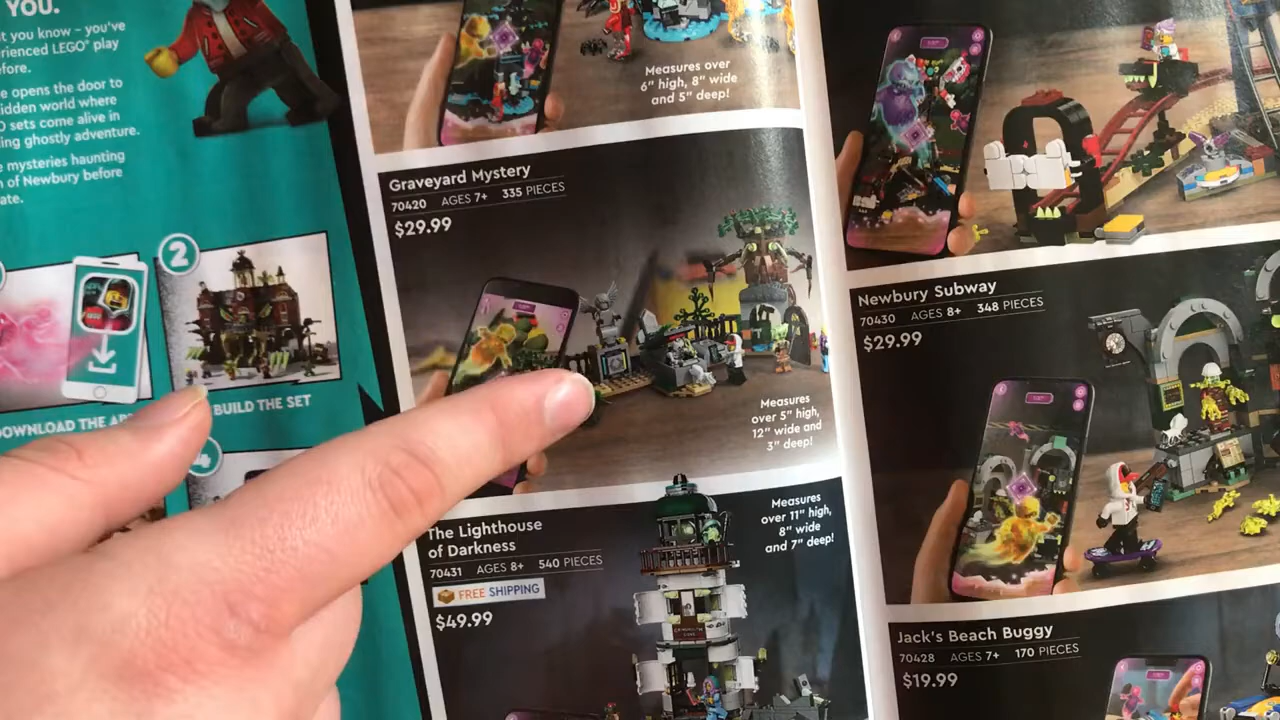 YOU.
st you know – you've
rienced LEGO® play
efore.
e opens the door to
idden world where
O sets come alive in
ing ghostly adventure.
e mysteries haunting
n of Newbury before
ate.
2
BUILD THE SET
OWNLOAD THE AP
4
Measures over
6" high, 8" wide
and 5" deep!
Graveyard Mystery
70420 AGES 7+ 335 PIECES
$29.99
Measures
over 5" high,
12" wide and
3" deep!
The Lighthouse
of Darkness
70431 AGES 8+ 540 PIECES
FREE SHIPPING
$49.99
Measures
over 11" high,
8" wide
and 7" deep!
Newbury Subway
70430 AGES 8+ 348 PIECES
$29.99
Jack's Beach Buggy
70428 AGES 7+ 170 PIECES
$19.99